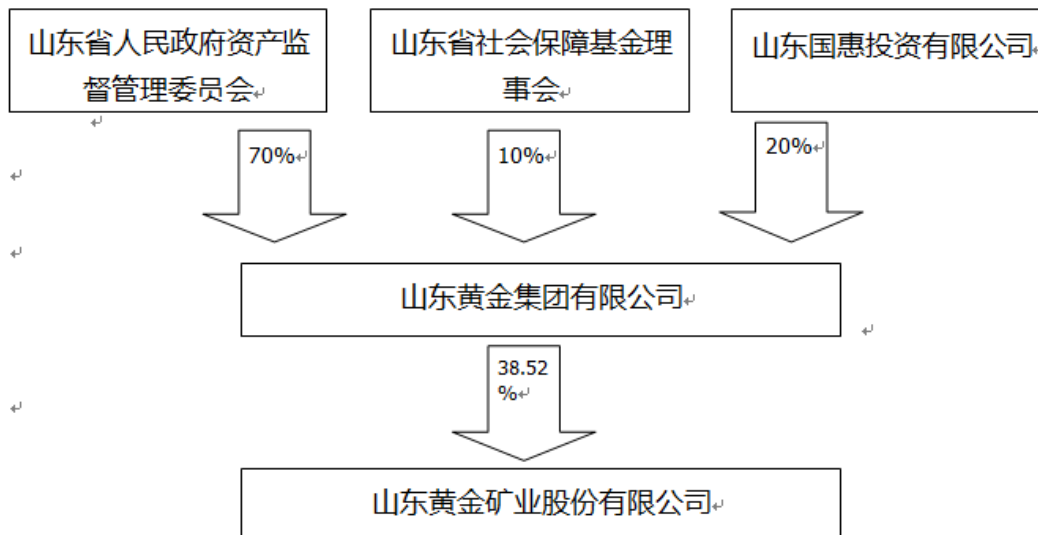 山东省人民政府资产监
督管理委员会
山东省社会保障基金理
事会
山东国惠投资有限公司
70%
10%
20%
山东黄金集团有限公司
38.52
%
山东黄金矿业股份有限公司